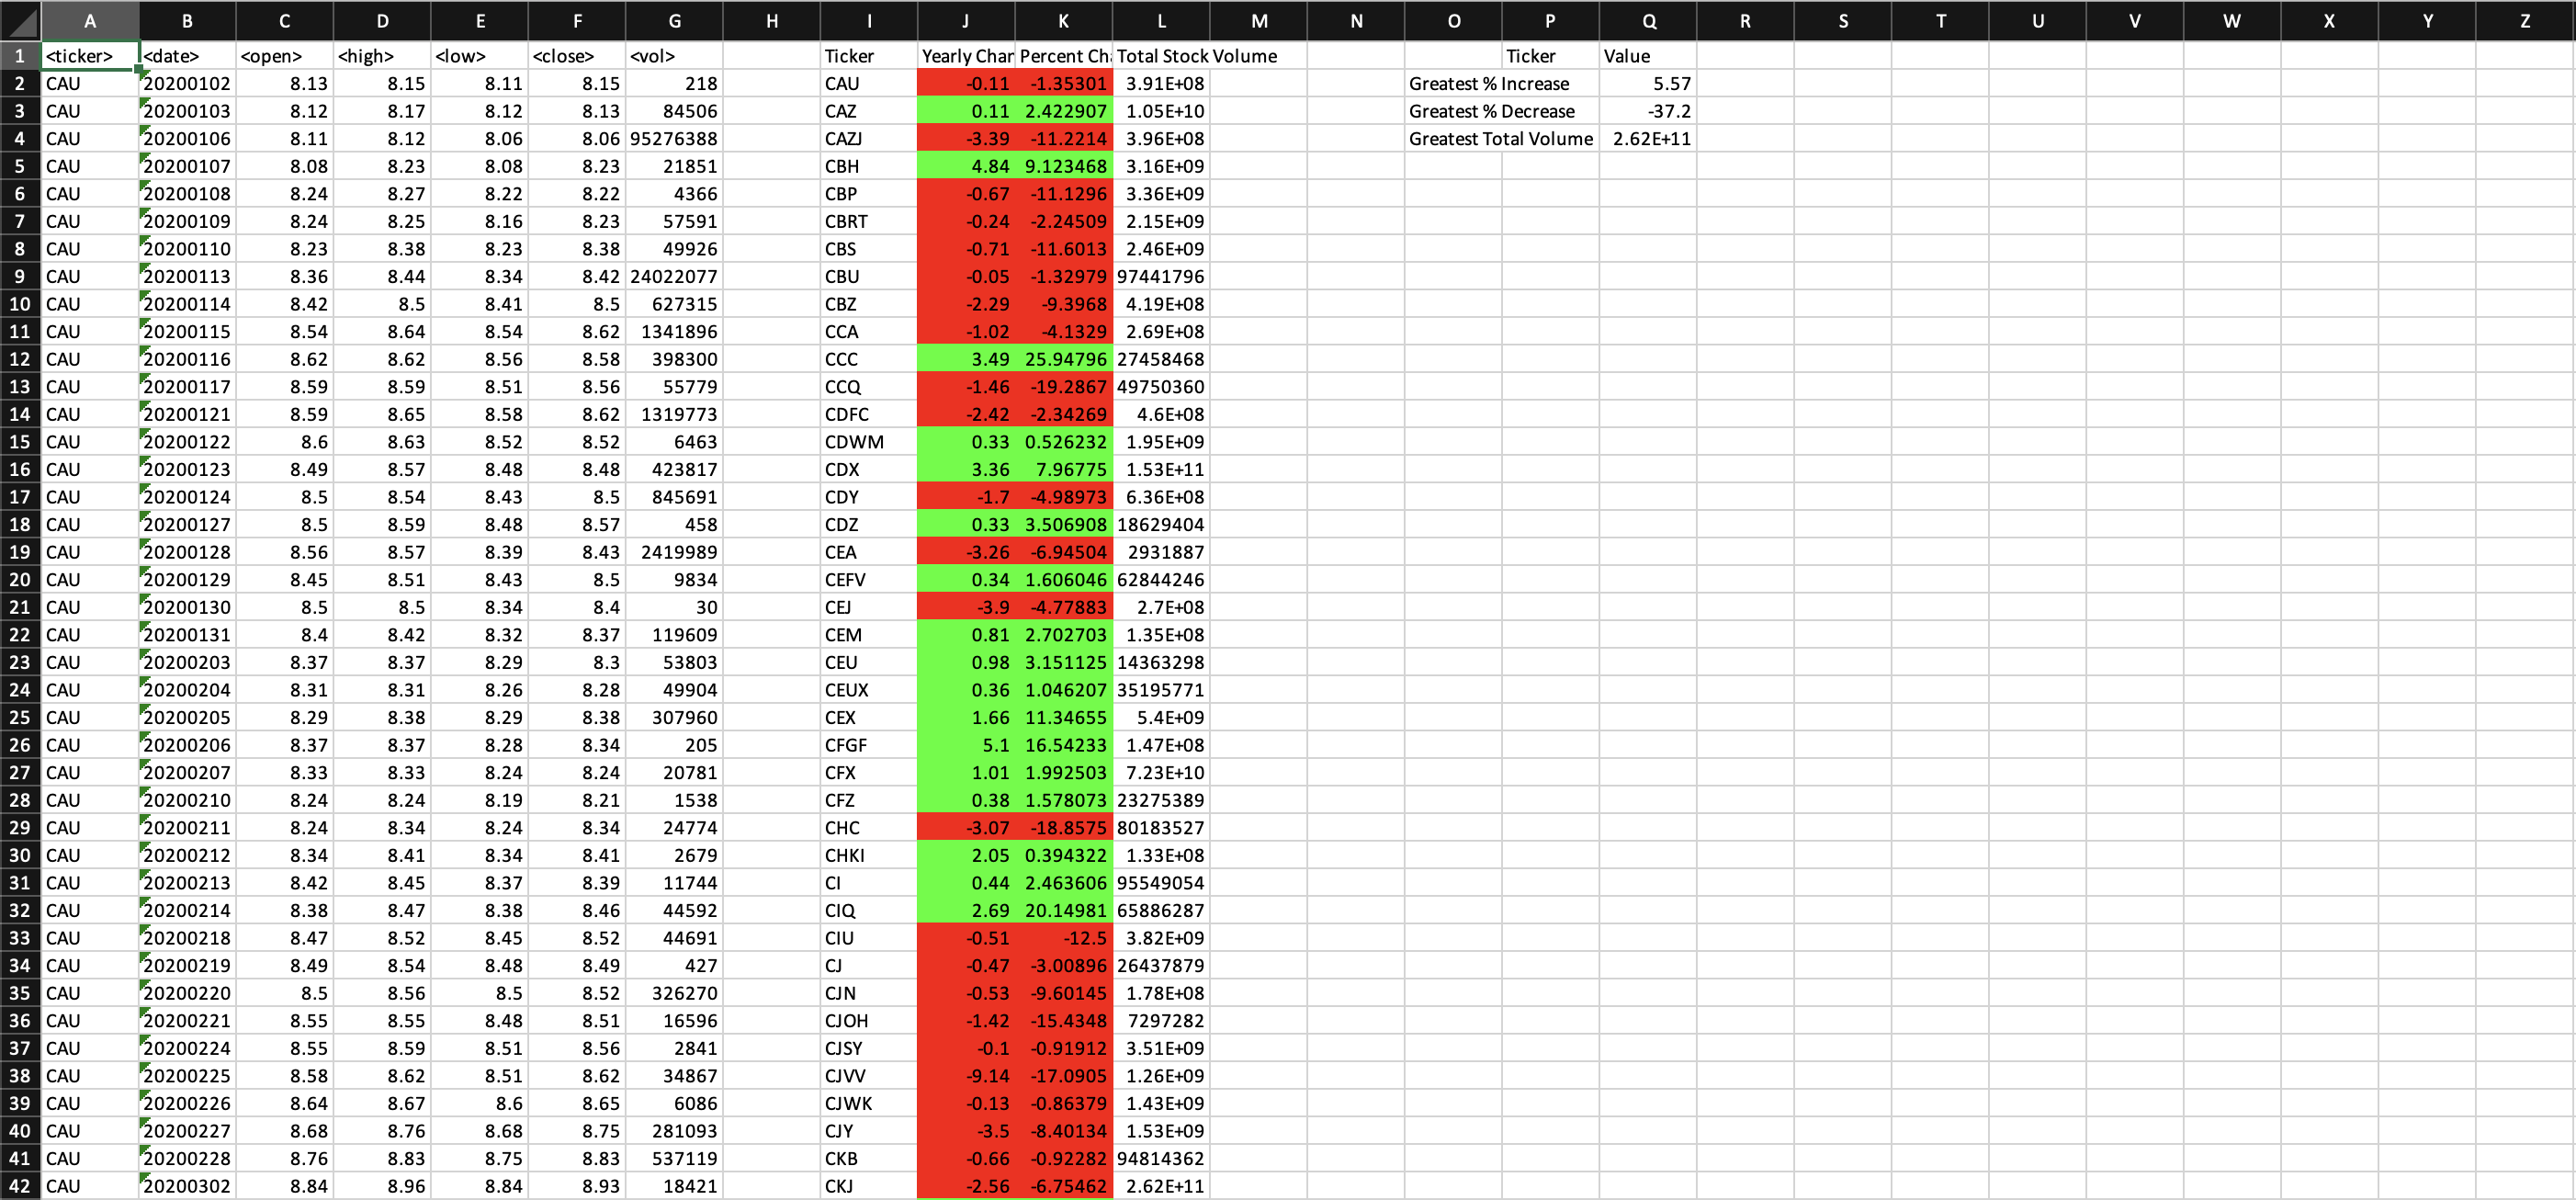 A B C D E F G H I J K L M N O P Q R S T U V W X Y Z
1 <ticker> <date> <open> <high> <low> <close> <vol> Ticker Yearly Char Percent Ch Total Stock Volume Ticker Value
2 CAU 20200102 8.13 8.15 8.11 8.15 218 CAU -0.11 -1.35301 3.91E+08 Greatest % Increase 5.57
3 CAU 20200103 8.12 8.17 8.12 8.13 84506 CAZ 0.11 2.422907 1.05E+10 Greatest % Decrease -37.2
4 CAU 20200106 8.11 8.12 8.06 8.06 95276388 CAZJ -3.39 -11.2214 3.96E+08 Greatest Total Volume 2.62E+11
5 CAU 20200107 8.08 8.23 8.08 8.23 21851 CBH 4.84 9.123468 3.16E+09
6 CAU 20200108 8.24 8.27 8.22 8.22 4366 CBP -0.67 -11.1296 3.36E+09
7 CAU 20200109 8.24 8.25 8.16 8.23 57591 CBRT -0.24 -2.24509 2.15E+09
8 CAU 20200110 8.23 8.38 8.23 8.38 49926 CBS -0.71 -11.6013 2.46E+09
9 CAU 20200113 8.36 8.44 8.34 8.42 24022077 CBU -0.05 -1.32979 97441796
10 CAU 20200114 8.42 8.5 8.41 8.5 627315 CBZ -2.29 -9.3968 4.19E+08
11 CAU 20200115 8.54 8.64 8.54 8.62 1341896 CCA -1.02 -4.1329 2.69E+08
12 CAU 20200116 8.62 8.62 8.56 8.58 398300 CCC 3.49 25.94796 27458468
13 CAU 20200117 8.59 8.59 8.51 8.56 55779 CCQ -1.46 -19.2867 49750360
14 CAU 20200121 8.59 8.65 8.58 8.62 1319773 CDFC -2.42 -2.34269 4.6E+08
15 CAU 20200122 8.6 8.63 8.52 8.52 6463 CDWM 0.33 0.526232 1.95E+09
16 CAU 20200123 8.49 8.57 8.48 8.48 423817 CDX 3.36 7.96775 1.53E+11
17 CAU 20200124 8.5 8.54 8.43 8.5 845691 CDY -1.7 -4.98973 6.36E+08
18 CAU 20200127 8.5 8.59 8.48 8.57 458 CDZ 0.33 3.506908 18629404
19 CAU 20200128 8.56 8.57 8.39 8.43 2419989 CEA -3.26 -6.94504 2931887
20 CAU 20200129 8.45 8.51 8.43 8.5 9834 CEFV 0.34 1.606046 62844246
21 CAU 20200130 8.5 8.5 8.34 8.4 30 CEJ -3.9 -4.77883 2.7E+08
22 CAU 20200131 8.4 8.42 8.32 8.37 119609 CEM 0.81 2.702703 1.35E+08
23 CAU 20200203 8.37 8.37 8.29 8.3 53803 CEU 0.98 3.151125 14363298
24 CAU 20200204 8.31 8.31 8.26 8.28 49904 CEUX 0.36 1.046207 35195771
25 CAU 20200205 8.29 8.38 8.29 8.38 307960 CEX 1.66 11.34655 5.4E+09
26 CAU 20200206 8.37 8.37 8.28 8.34 205 CFGF 5.1 16.54233 1.47E+08
27 CAU 20200207 8.33 8.33 8.24 8.24 20781 CFX 1.01 1.992503 7.23E+10
28 CAU 20200210 8.24 8.24 8.19 8.21 1538 CFZ 0.38 1.578073 23275389
29 CAU 20200211 8.24 8.34 8.24 8.34 24774 CHC -3.07 -18.8575 80183527
30 CAU 20200212 8.34 8.41 8.34 8.41 2679 CHKI 2.05 0.394322 1.33E+08
31 CAU 20200213 8.42 8.45 8.37 8.39 11744 CI 0.44 2.463606 95549054
32 CAU 20200214 8.38 8.47 8.38 8.46 44592 CIQ 2.69 20.14981 65886287
33 CAU 20200218 8.47 8.52 8.45 8.52 44691 CIU -0.51 -12.5 3.82E+09
34 CAU 20200219 8.49 8.54 8.48 8.49 427 CJ -0.47 -3.00896 26437879
35 CAU 20200220 8.5 8.56 8.5 8.52 326270 CJN -0.53 -9.60145 1.78E+08
36 CAU 20200221 8.55 8.55 8.48 8.51 16596 CJOH -1.42 -15.4348 7297282
37 CAU 20200224 8.55 8.59 8.51 8.56 2841 CJSY -0.1 -0.91912 3.51E+09
38 CAU 20200225 8.58 8.62 8.51 8.62 34867 CJVV -9.14 -17.0905 1.26E+09
39 CAU 20200226 8.64 8.67 8.6 8.65 6086 CJWK -0.13 -0.86379 1.43E+09
40 CAU 20200227 8.68 8.76 8.68 8.75 281093 CJY -3.5 -8.40134 1.53E+09
41 CAU 20200228 8.76 8.83 8.75 8.83 537119 CKB -0.66 -0.92282 94814362
42 CAU 20200302 8.84 8.96 8.84 8.93 18421 CKJ -2.56 -6.75462 2.62E+11